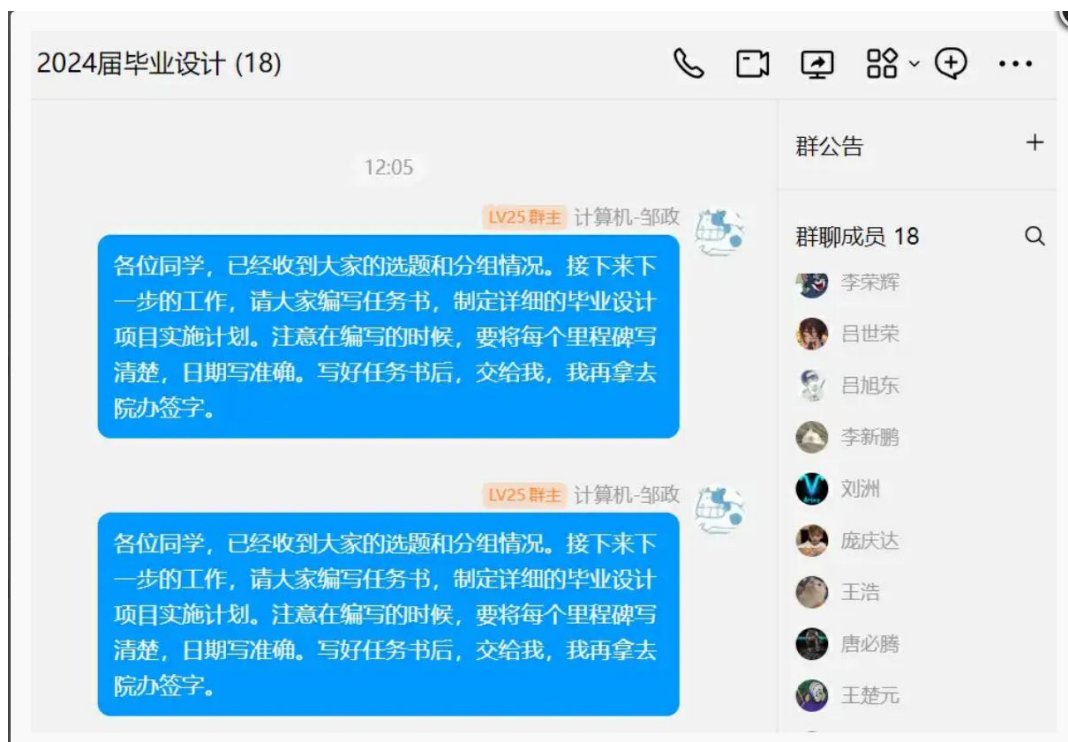 2024届毕业设计 (18)
12:05
LV25群主 计算机-邹政
各位同学，已经收到大家的选题和分组情况。接下来下
一步的工作，请大家编写任务书，制定详细的毕业设计
项目实施计划。注意在编写的时候，要将每个里程碑写
清楚，日期写准确。写好任务书后，交给我，我再拿去
院办签字。
LV25群主 计算机-邹政
各位同学，已经收到大家的选题和分组情况。接下来下
一步的工作，请大家编写任务书，制定详细的毕业设计
项目实施计划。注意在编写的时候，要将每个里程碑写
清楚，日期写准确。写好任务书后，交给我，我再拿去
院办签字。
群公告
群聊成员 18
李荣辉
吕世荣
吕旭东
李新鹏
刘洲
庞庆达
王浩
唐必腾
王楚元